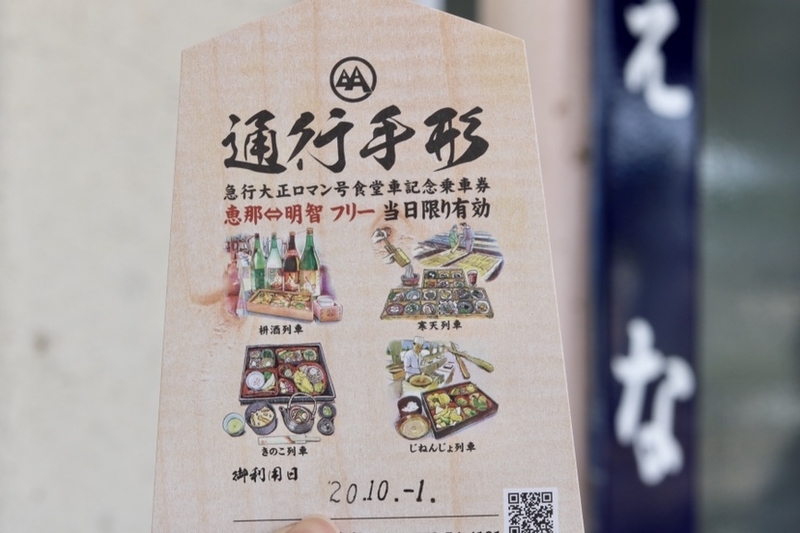 通行手形
急行大正ロマン号食堂車記念乗車券
恵那⇔明智 フリー 当日限り有効
枡酒列車
寒天列車
きのこ列車
じねんじょ列車
御利用日
20.10.-1.
えな